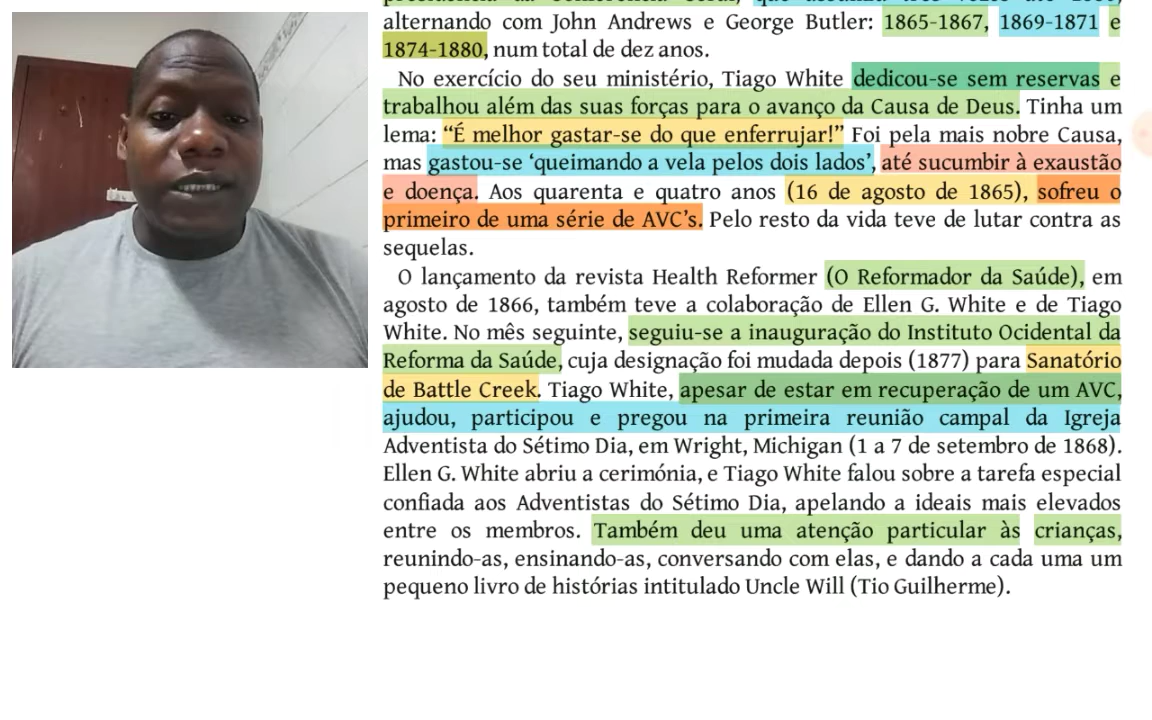 presidência da Conferência Geral, que assumiu três vezes até 1880,
alternando com John Andrews e George Butler: 1865-1867, 1869-1871 e
1874-1880, num total de dez anos.
No exercício do seu ministério, Tiago White dedicou-se sem reservas e
trabalhou além das suas forças para o avanço da Causa de Deus. Tinha um
lema: “É melhor gastar-se do que enferrujar!” Foi pela mais nobre Causa,
mas gastou-se ‘queimando a vela pelos dois lados’, até sucumbir à exaustão
e doença. Aos quarenta e quatro anos (16 de agosto de 1865), sofreu o
primeiro de uma série de AVC’s. Pelo resto da vida teve de lutar contra as
sequelas.
O lançamento da revista Health Reformer (O Reformador da Saúde), em
agosto de 1866, também teve a colaboração de Ellen G. White e de Tiago
White. No mês seguinte, seguiu-se a inauguração do Instituto Ocidental da
Reforma da Saúde, cuja designação foi mudada depois (1877) para Sanatório
de Battle Creek. Tiago White, apesar de estar em recuperação de um AVC,
ajudou, participou e pregou na primeira reunião campal da Igreja
Adventista do Sétimo Dia, em Wright, Michigan (1 a 7 de setembro de 1868).
Ellen G. White abriu a cerimónia, e Tiago White falou sobre a tarefa especial
confiada aos Adventistas do Sétimo Dia, apelando a ideais mais elevados
entre os membros. Também deu uma atenção particular às crianças,
reunindo-as, ensinando-as, conversando com elas, e dando a cada uma um
pequeno livro de histórias intitulado Uncle Will (Tio Guilherme).